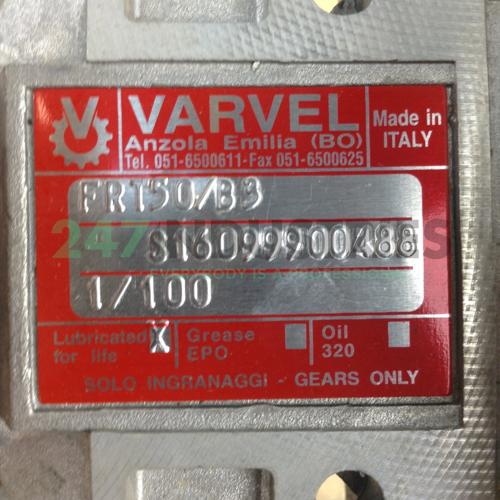 V VARVEL
Anzola Emilia (BO)
Tel. 051-6500611-Fax 051-6500625
Made in
ITALY
FRT50/B3
S16099900488
1/100
Lubricated X
for life
Grease
EPO
Oil
320
SOLO INGRANAGGI - GEARS ONLY